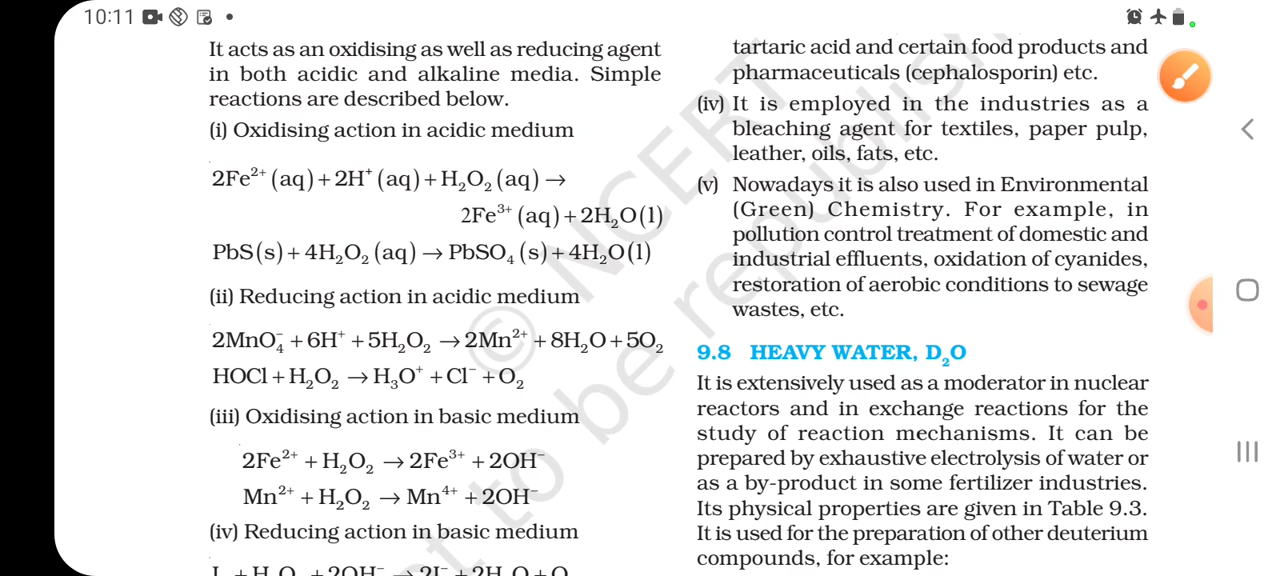 10:11
It acts as an oxidising as well as reducing agent
in both acidic and alkaline media. Simple
reactions are described below.
(i) Oxidising action in acidic medium
2Fe²⁺ (aq) + 2H⁺ (aq) + H₂O₂ (aq) →
2Fe³⁺ (aq) + 2H₂O(l)
PbS(s) + 4H₂O₂ (aq) → PbSO₄ (s) + 4H₂O(l)
(ii) Reducing action in acidic medium
2MnO₄⁻ + 6H⁺ + 5H₂O₂ → 2Mn²⁺ + 8H₂O + 5O₂
HOCl + H₂O₂ → H₃O⁺ + Cl⁻ + O₂
(iii) Oxidising action in basic medium
2Fe²⁺ + H₂O₂ → 2Fe³⁺ + 2OH⁻
Mn²⁺ + H₂O₂ → Mn⁴⁺ + 2OH⁻
(iv) Reducing action in basic medium
tartaric acid and certain food products and
pharmaceuticals (cephalosporin) etc.
(iv) It is employed in the industries as a
bleaching agent for textiles, paper pulp,
leather, oils, fats, etc.
(v) Nowadays it is also used in Environmental
(Green) Chemistry. For example, in
pollution control treatment of domestic and
industrial effluents, oxidation of cyanides,
restoration of aerobic conditions to sewage
wastes, etc.
9.8 HEAVY WATER, D₂O
It is extensively used as a moderator in nuclear
reactors and in exchange reactions for the
study of reaction mechanisms. It can be
prepared by exhaustive electrolysis of water or
as a by-product in some fertilizer industries.
Its physical properties are given in Table 9.3.
It is used for the preparation of other deuterium
compounds, for example:
© NCERT
to be republish